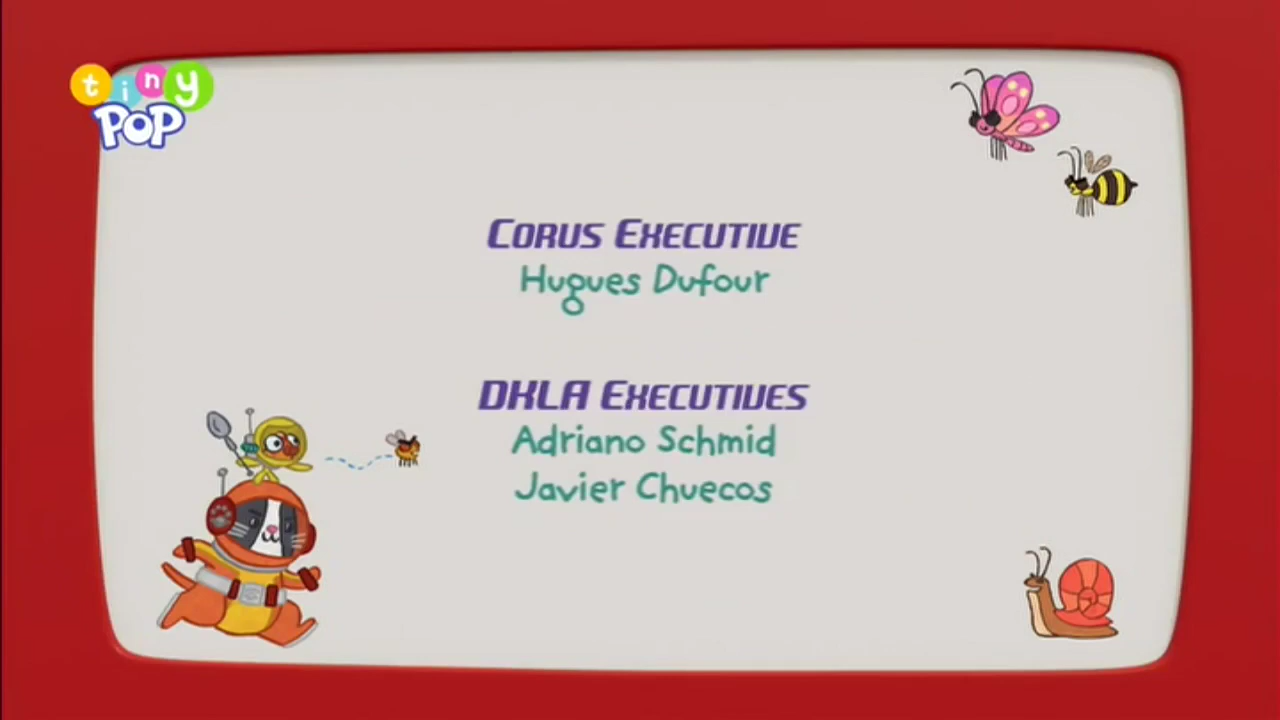 tiny
POP
CORUS EXECUTIVE
Hugues Dufour
DKLA EXECUTIVES
Adriano Schmid
Javier Chuecos